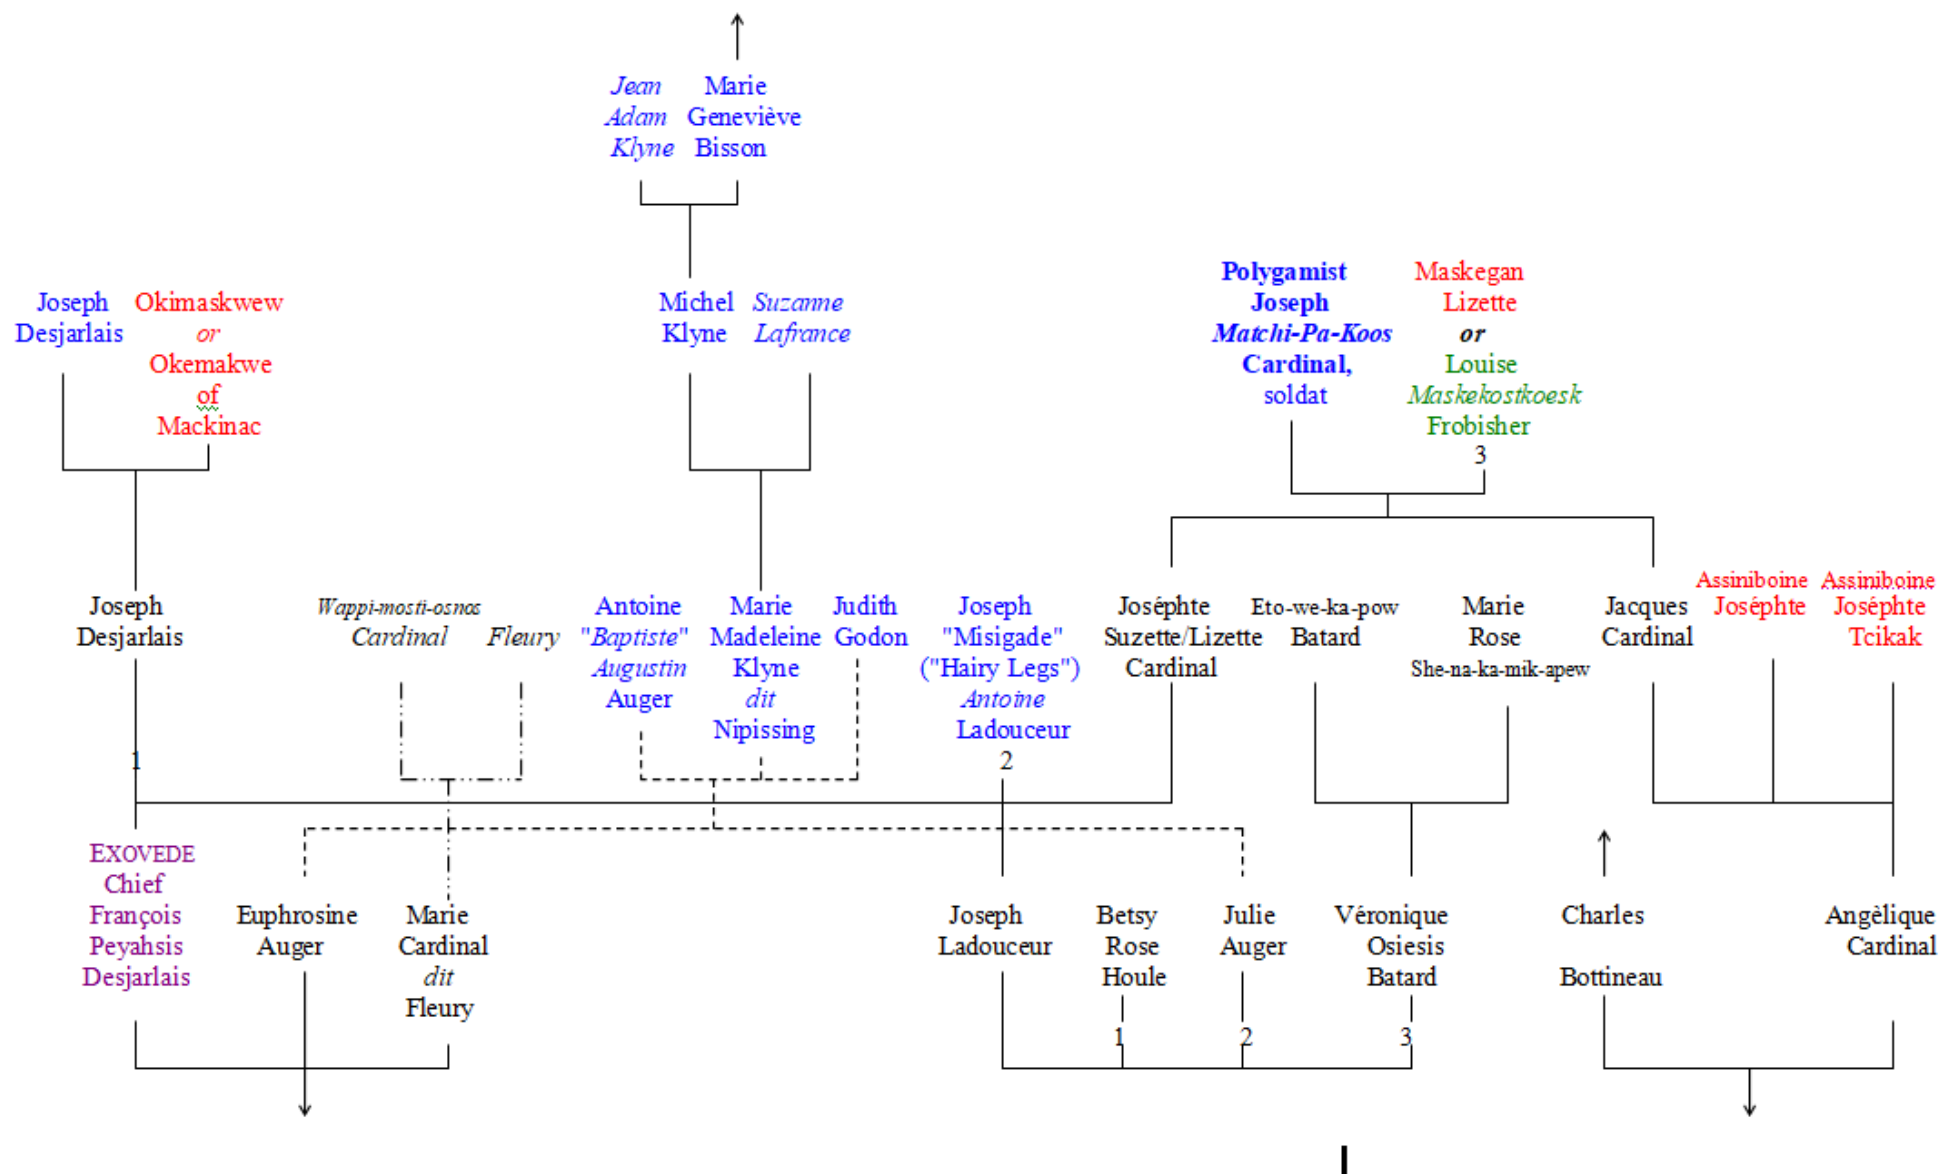 Jean
Adam
Klyne
Marie
Geneviève
Bisson
Joseph
Desjarlais
Okimaskwew
or
Okemakwe
of
Mackinac
Michel
Klyne
Suzanne
Lafrance
Polygamist
Joseph
Matchi-Pa-Koos
Cardinal,
soldat
Maskegan
Lizette
or
Louise
Maskekostkoesk
Frobisher
3
Joseph
Desjarlais
1
Wappi-mosti-osnos
Cardinal
Fleury
Antoine
"Baptiste"
Augustin
Auger
Marie
Madeleine
Klyne
dit
Nipissing
Judith
Godon
Joseph
"Misigade"
("Hairy Legs")
Antoine
Ladouceur
2
Joséphte
Suzette/Lizette
Cardinal
Eto-we-ka-pow
Batard
Marie
Rose
She-na-ka-mik-apew
Jacques
Cardinal
Assiniboine
Joséphte
Assiniboine
Joséphte
Tcikak
EXOVEDE
Chief
François
Peyahsis
Desjarlais
Euphrosine
Auger
Marie
Cardinal
dit
Fleury
Joseph
Ladouceur
Betsy
Rose
Houle
1
Julie
Auger
2
Véronique
Osiesis
Batard
3
Charles
Bottineau
Angèlique
Cardinal